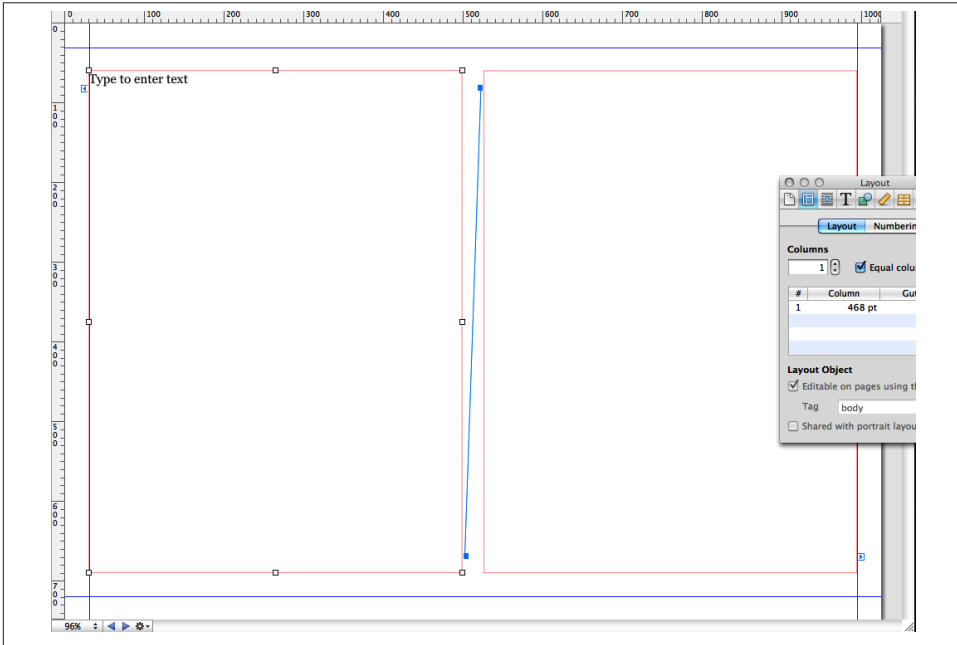 0 100 200 300 400 500 600 700 800 900 1000
0
100
200
300
400
500
600
700
Type to enter text
Layout
T
Layout Numberin
Columns
1 Equal colu
# Column Gut
1 468 pt
Layout Object
Editable on pages using th
Tag body
Shared with portrait layou
96%